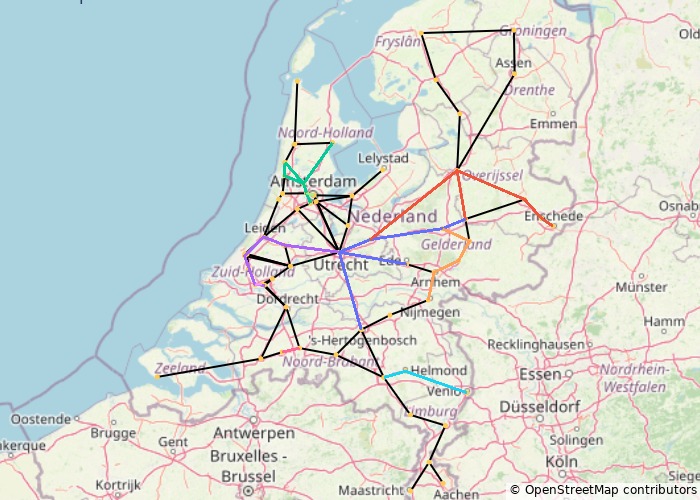 Groningen
Fryslân
Old
Assen
Drenthe
Emmen
Noord-Holland
Lelystad
Overijssel
Amsterdam
Osnab
Nederland
Enschede
Leiden
Gelderland
Utrecht
Ede
Zuid-Holland
Arnhem
Münster
Dordrecht
Nijmegen
Hamm
's-Hertogenbosch
Recklinghausen
Zeeland
Noord-Brabant
Helmond
Essen
Nordrhein-
Westfalen
Venlo
Düsseldorf
Limburg
Oostende
Brugge
Antwerpen
nkerque
Gent
Solingen
Bruxelles -
Brussel
Köln
Kortrijk
Maastricht
Aachen
© OpenStreetMap contributors